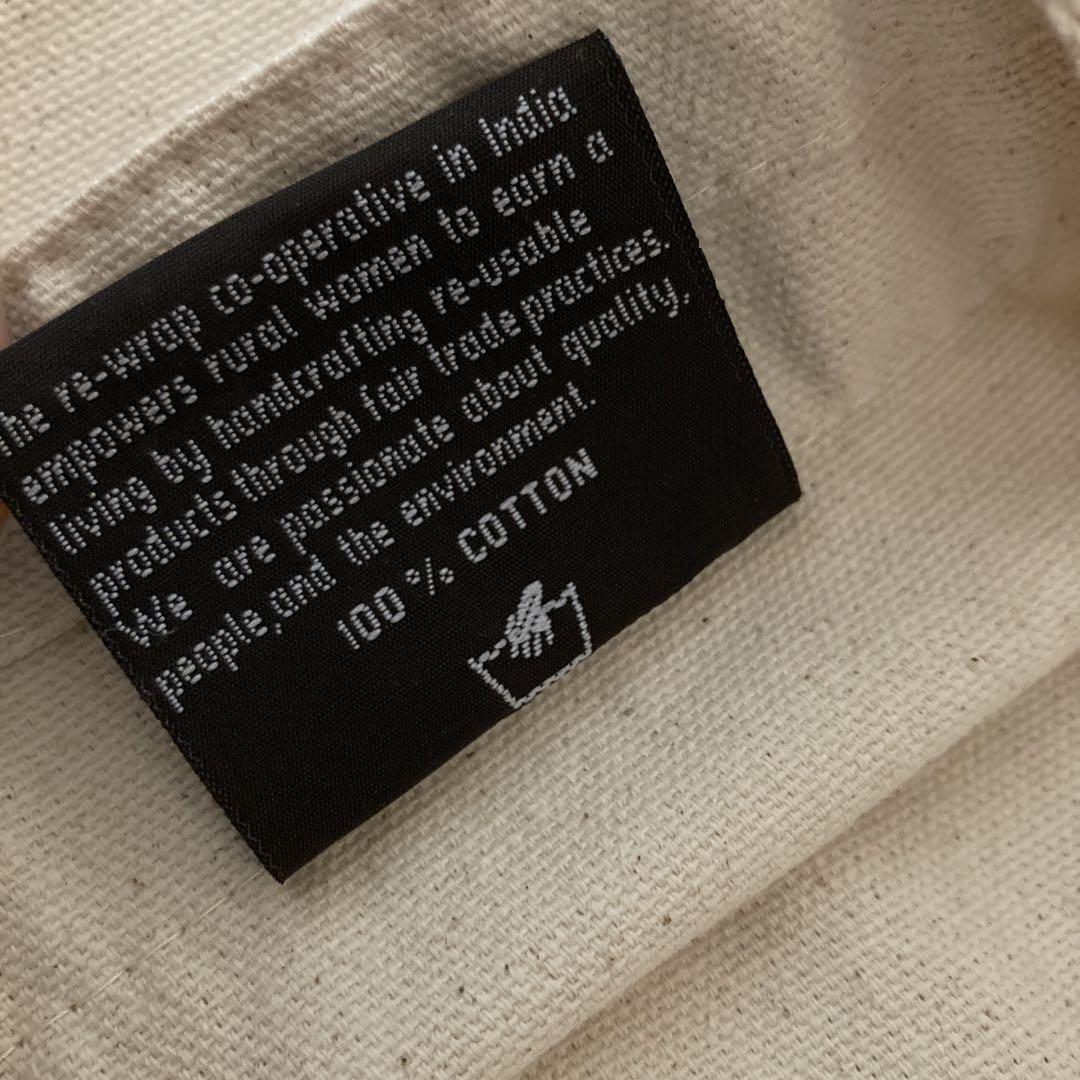 the re-wrap co-operative in India
empowers rural women to earn a
living by handcrafting re-usable
products through fair trade practices.
We are passionate about quality,
people,and the environment.
100 % COTTON